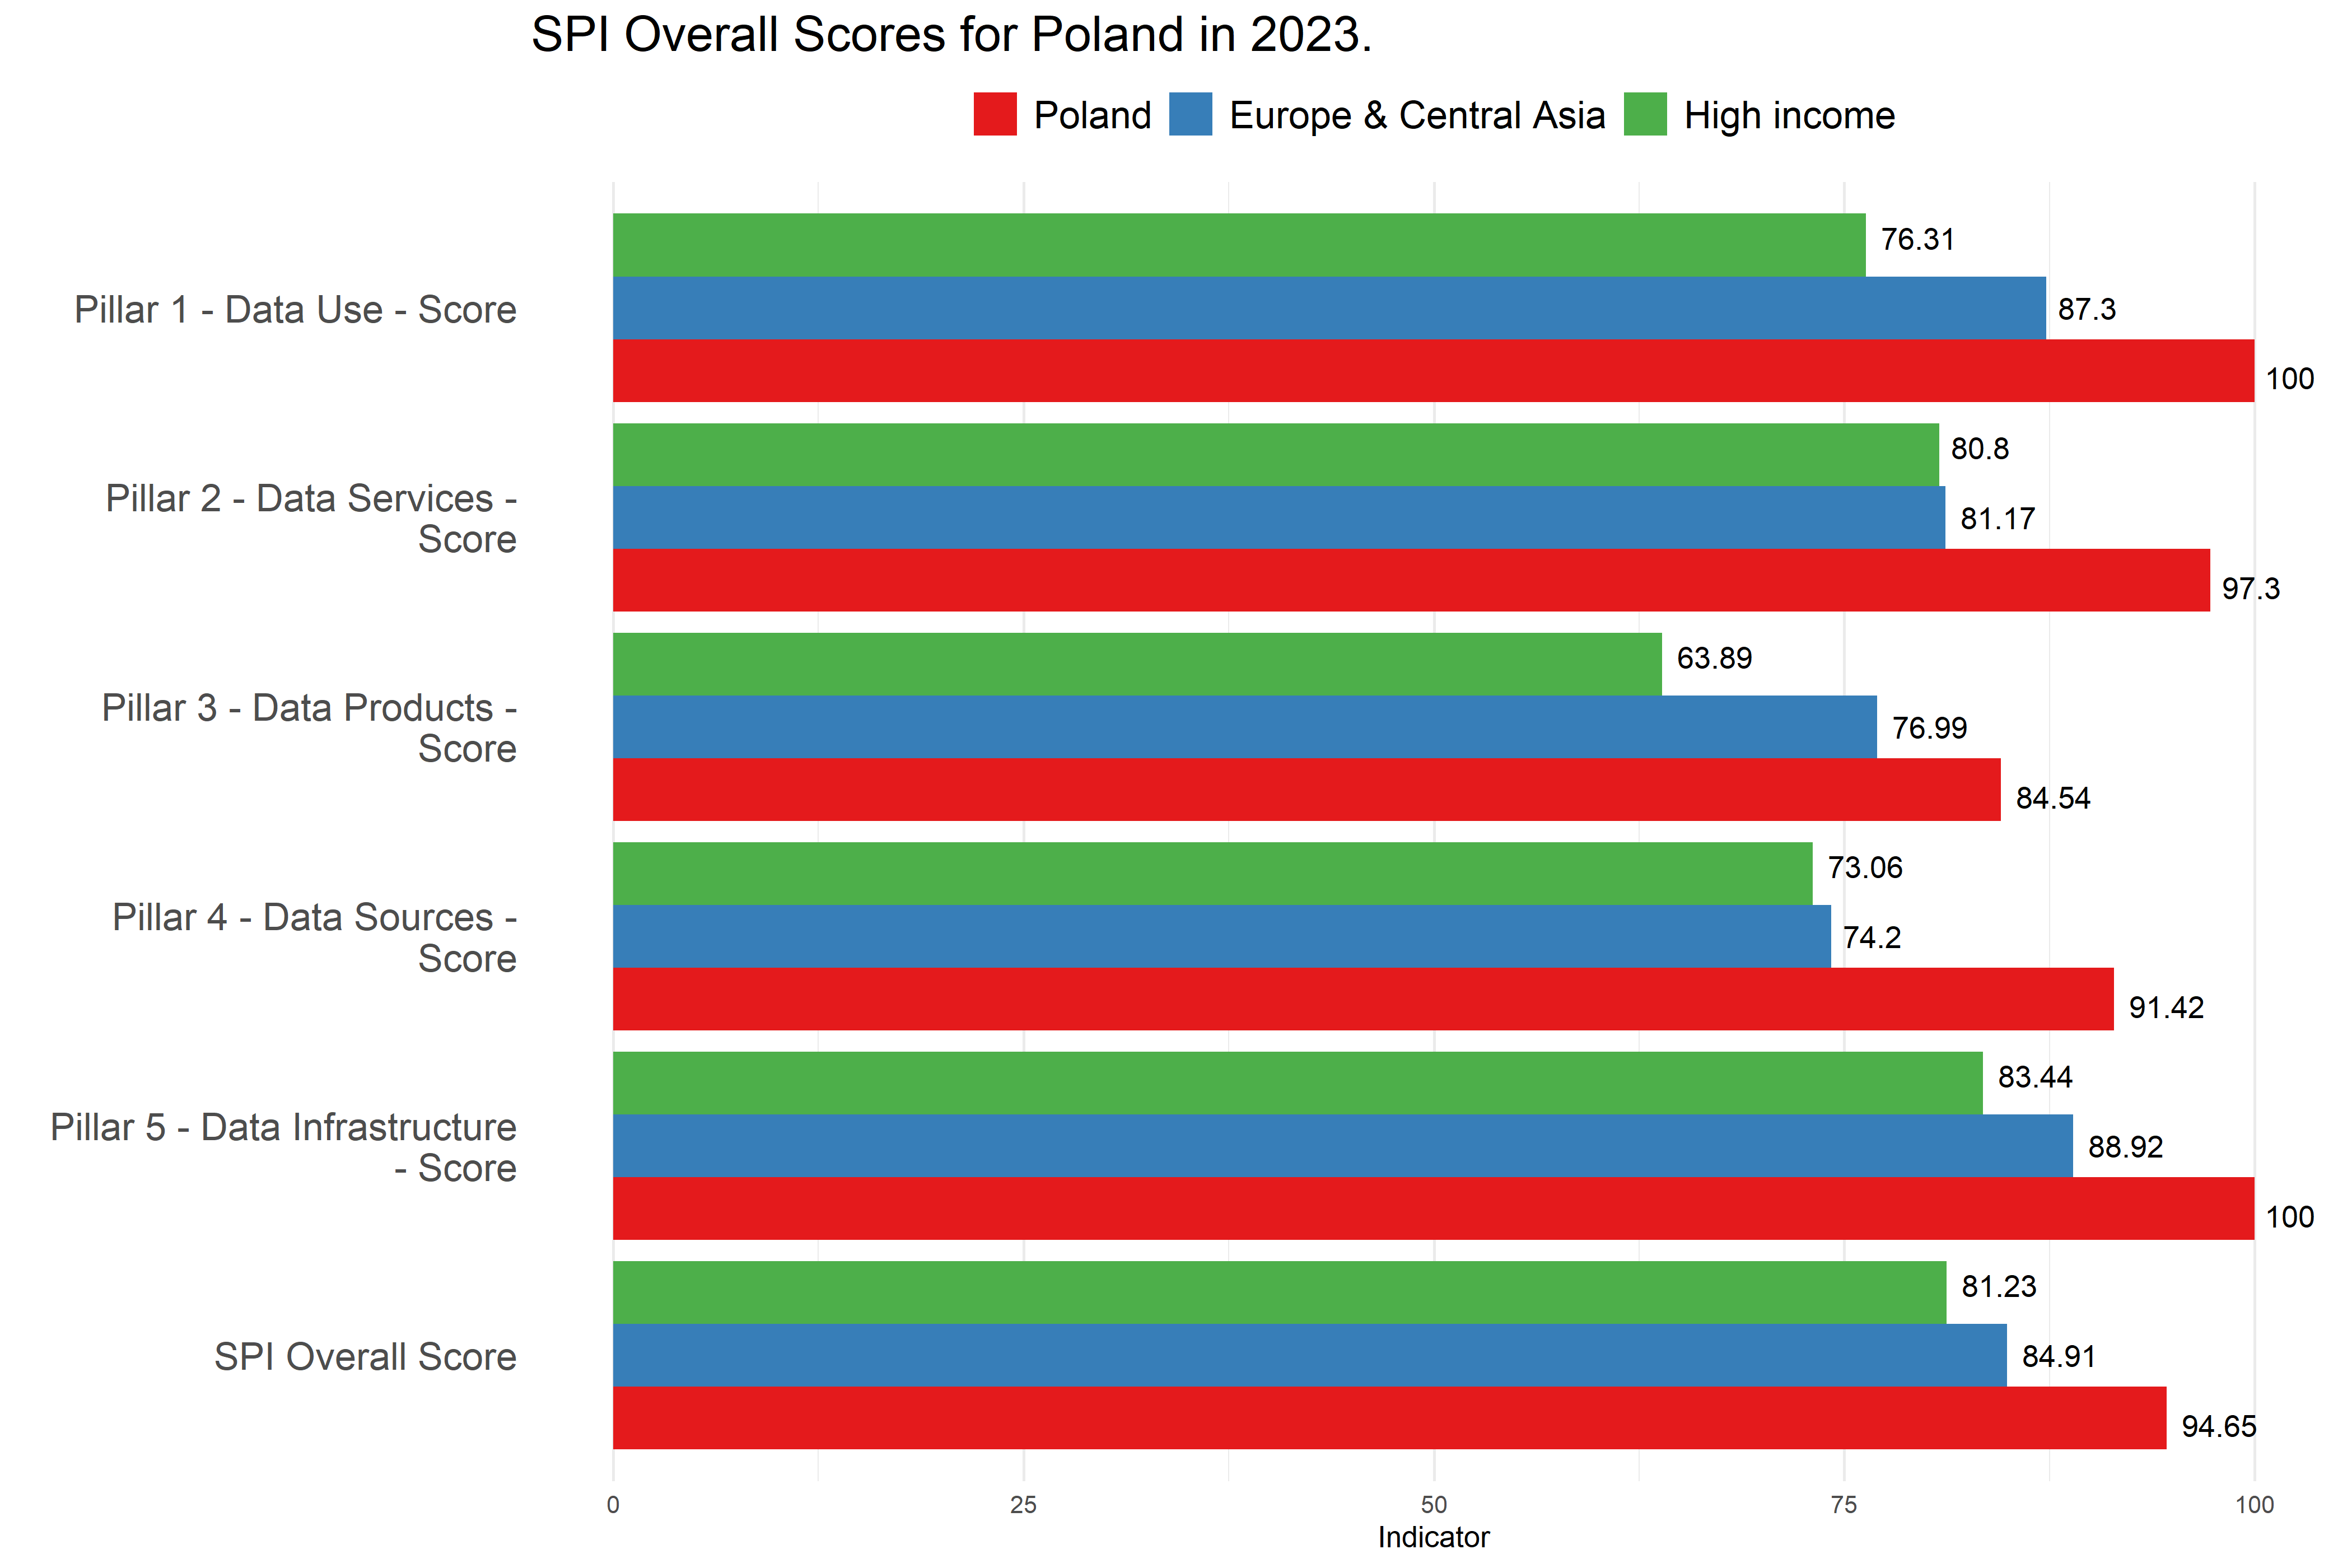 SPI Overall Scores for Poland in 2023.
Poland Europe & Central Asia High income
Pillar 1 - Data Use - Score
76.31
87.3
100
Pillar 2 - Data Services -
Score
80.8
81.17
97.3
Pillar 3 - Data Products -
Score
63.89
76.99
84.54
Pillar 4 - Data Sources -
Score
73.06
74.2
91.42
Pillar 5 - Data Infrastructure
- Score
83.44
88.92
100
SPI Overall Score
81.23
84.91
94.65
0 25 50 75 100
Indicator